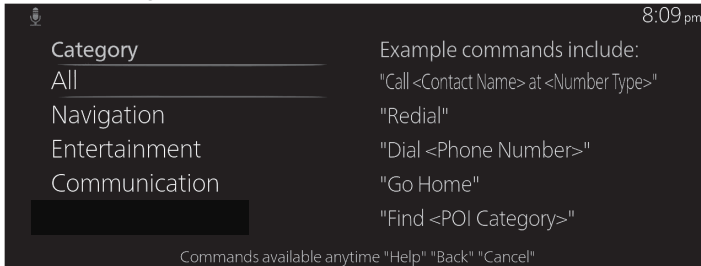 8:09 pm
Category
All
Navigation
Entertainment
Communication
Example commands include:
"Call <Contact Name> at <Number Type>"
"Redial"
"Dial <Phone Number>"
"Go Home"
"Find <POI Category>"
Commands available anytime "Help" "Back" "Cancel"